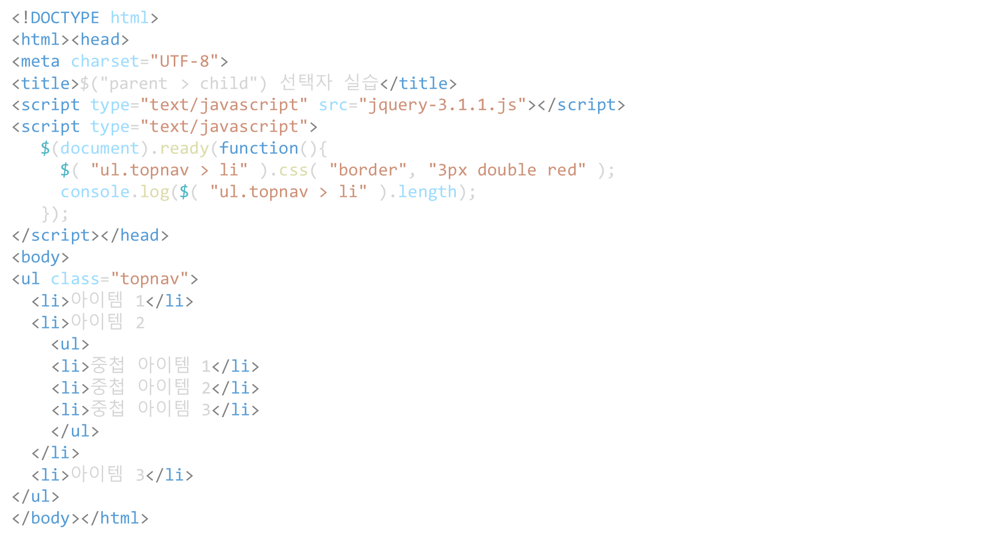 <!DOCTYPE html>
<html><head>
<meta charset="UTF-8">
<title>$("parent > child") 선택자 실습</title>
<script type="text/javascript" src="jquery-3.1.1.js"></script>
<script type="text/javascript">
   $(document).ready(function(){
     $( "ul.topnav > li" ).css( "border", "3px double red" );
     console.log($( "ul.topnav > li" ).length);
   });
</script></head>
<body>
<ul class="topnav">
  <li>아이템 1</li>
  <li>아이템 2
    <ul>
    <li>중첩 아이템 1</li>
    <li>중첩 아이템 2</li>
    <li>중첩 아이템 3</li>
    </ul>
  </li>
  <li>아이템 3</li>
</ul>
</body></html>